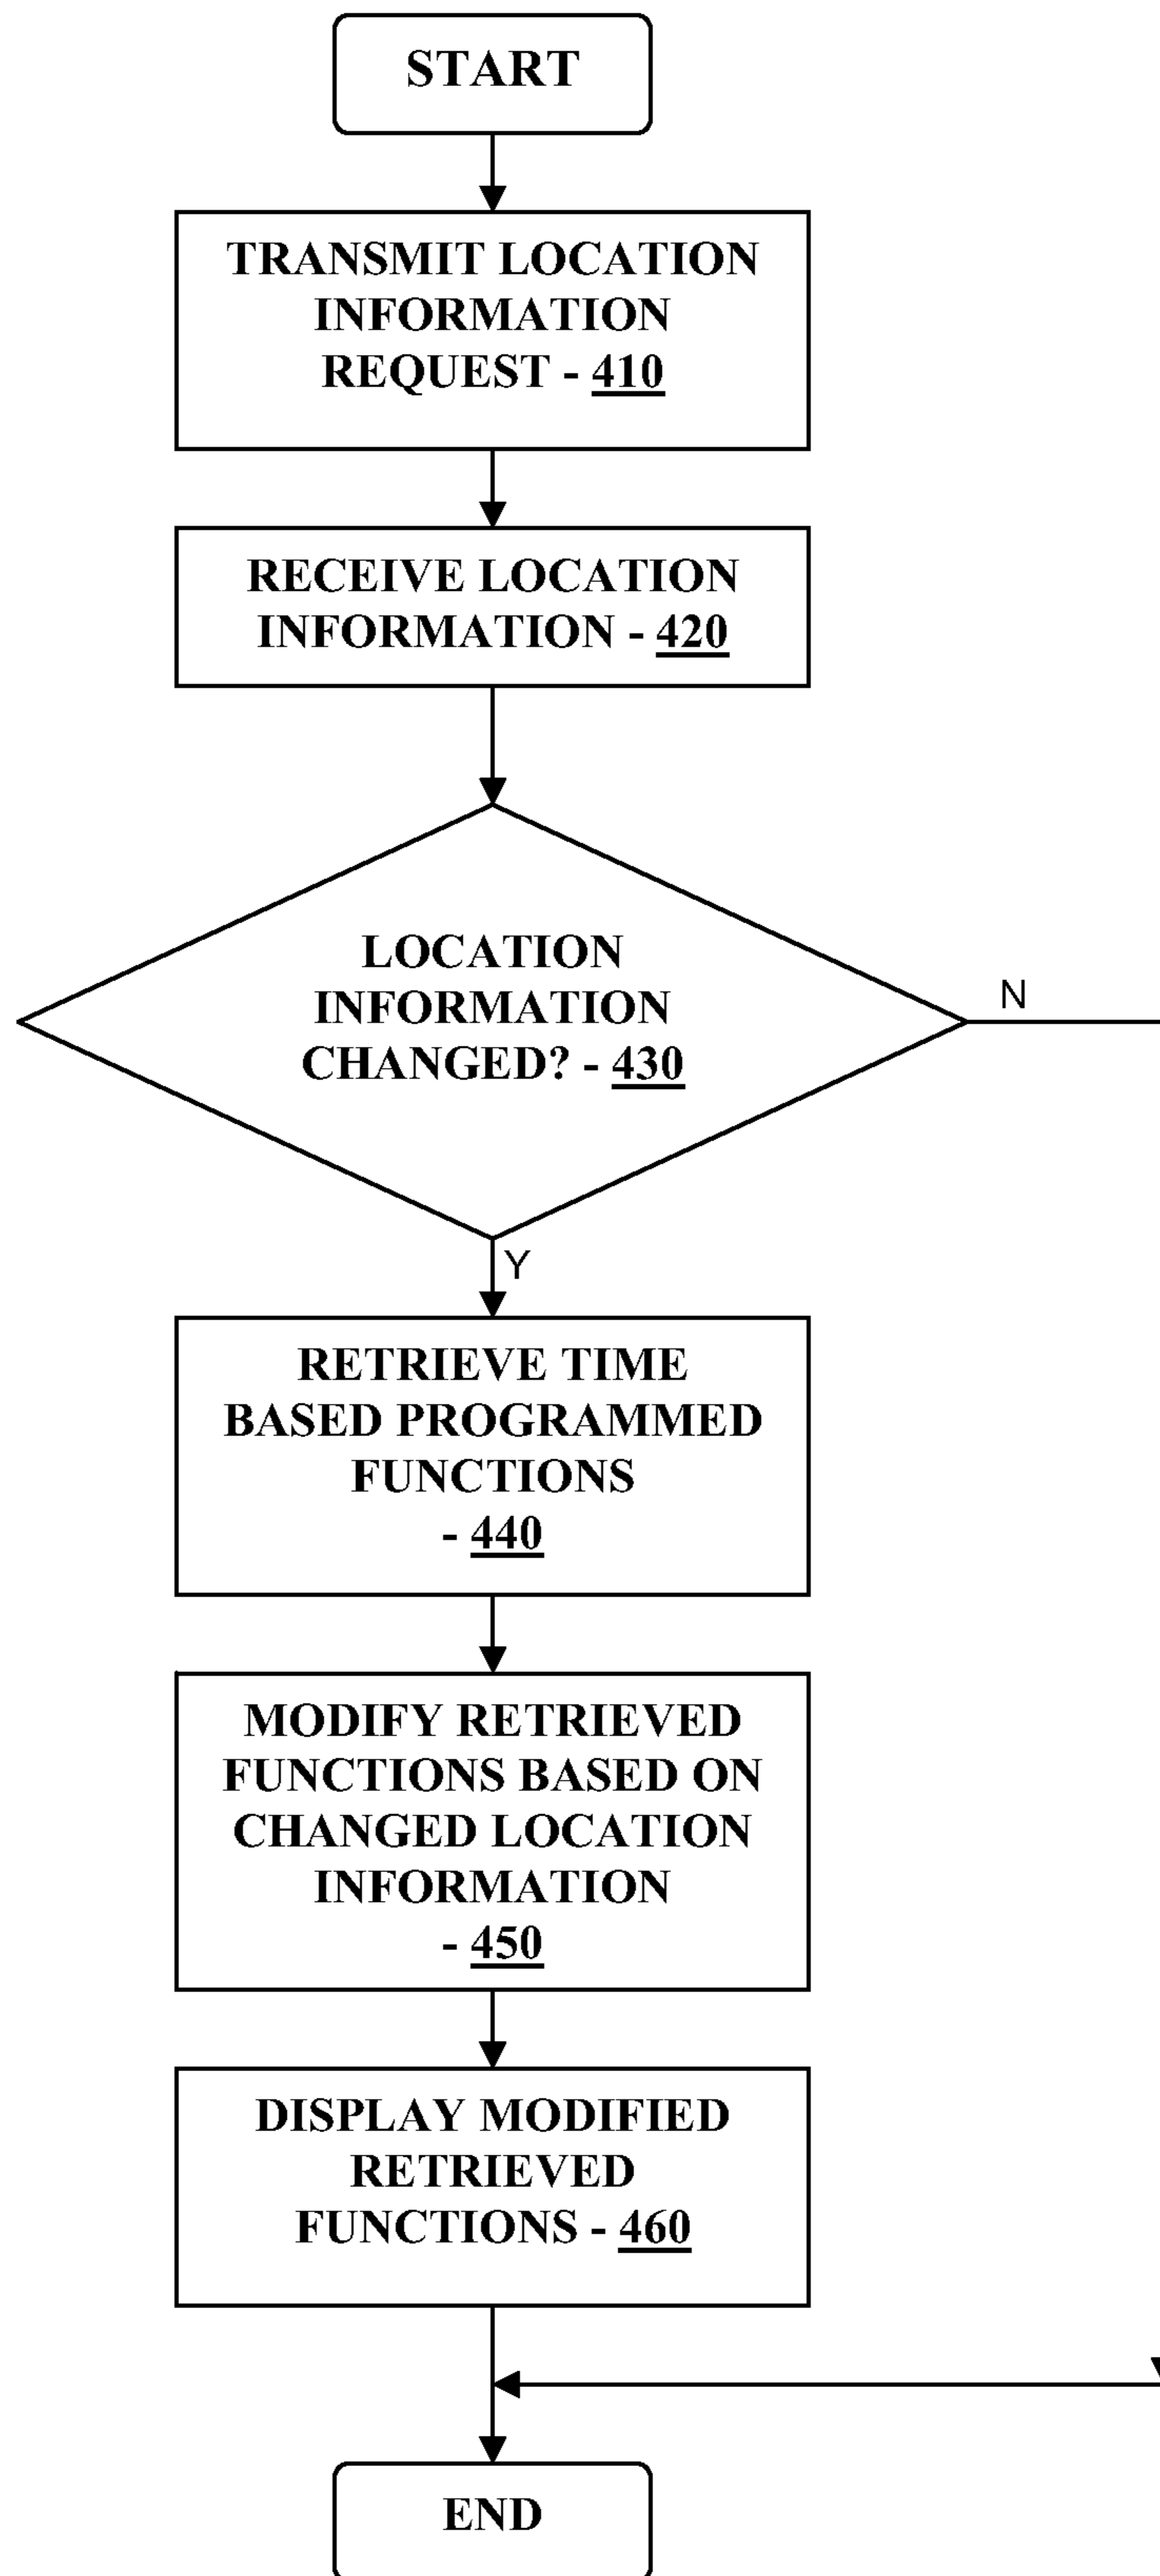 START
TRANSMIT LOCATION
INFORMATION
REQUEST - 410
RECEIVE LOCATION
INFORMATION - 420
LOCATION
INFORMATION
CHANGED? - 430
N
Y
RETRIEVE TIME
BASED PROGRAMMED
FUNCTIONS
- 440
MODIFY RETRIEVED
FUNCTIONS BASED ON
CHANGED LOCATION
INFORMATION
- 450
DISPLAY MODIFIED
RETRIEVED
FUNCTIONS - 460
END